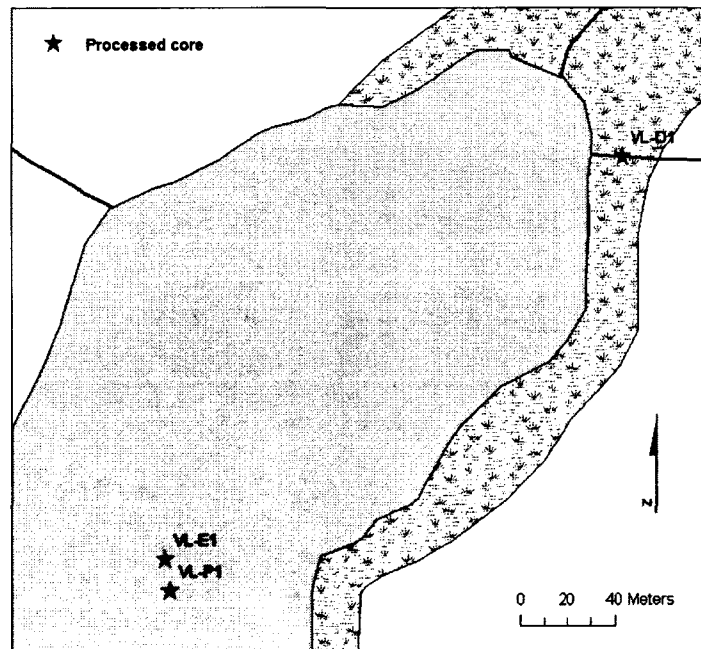 Processed core
VL-D1
VL-E1
VL-P1
N
0 20 40 Meters